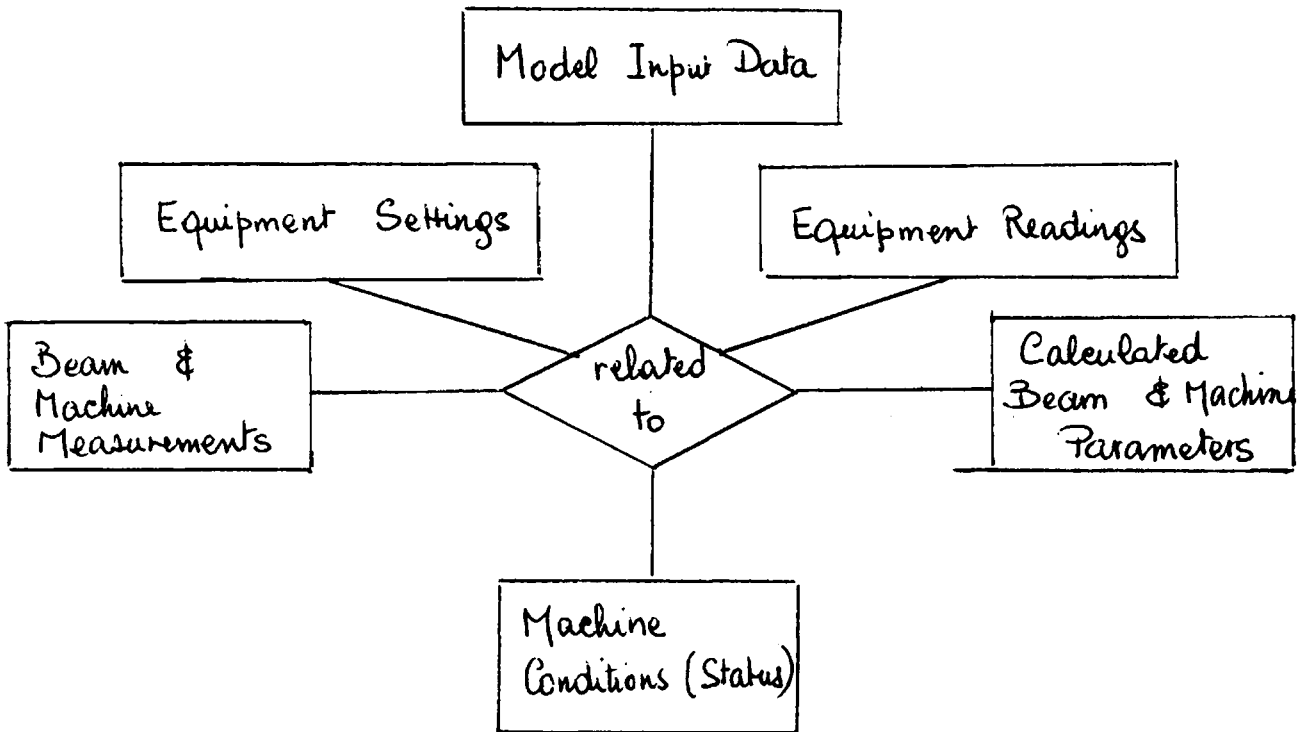 Model Input Data
Equipment Settings
Equipment Readings
Beam &
Machine
Measurements
related
to
Calculated
Beam & Machine
Parameters
Machine
Conditions (Status)